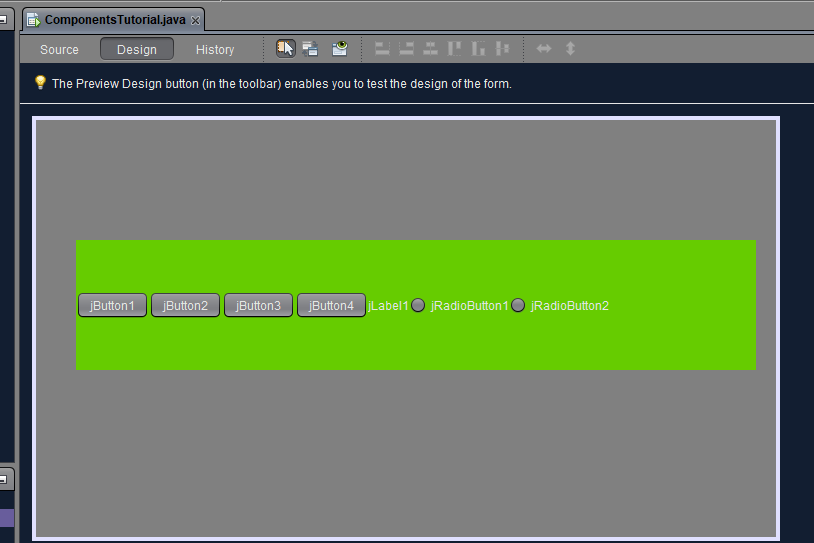 ComponentsTutorial.java
Source Design History
The Preview Design button (in the toolbar) enables you to test the design of the form.
jButton1 jButton2 jButton3 jButton4 jLabel1 jRadioButton1 jRadioButton2